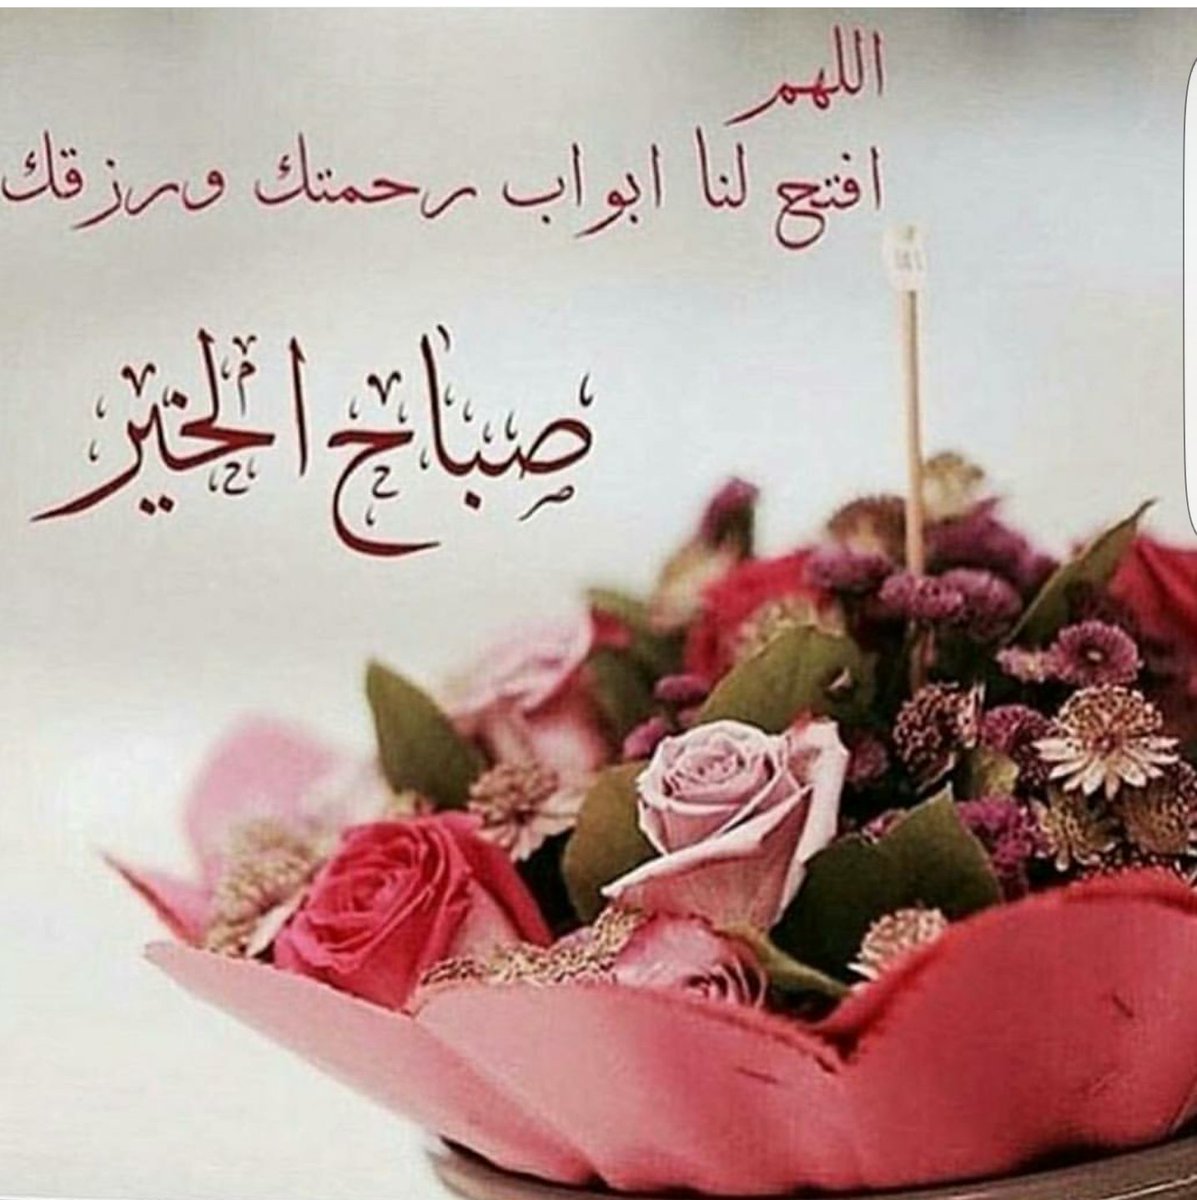 اللهم
افتح لنا ابواب رحمتك ورزقك
صباح الخير